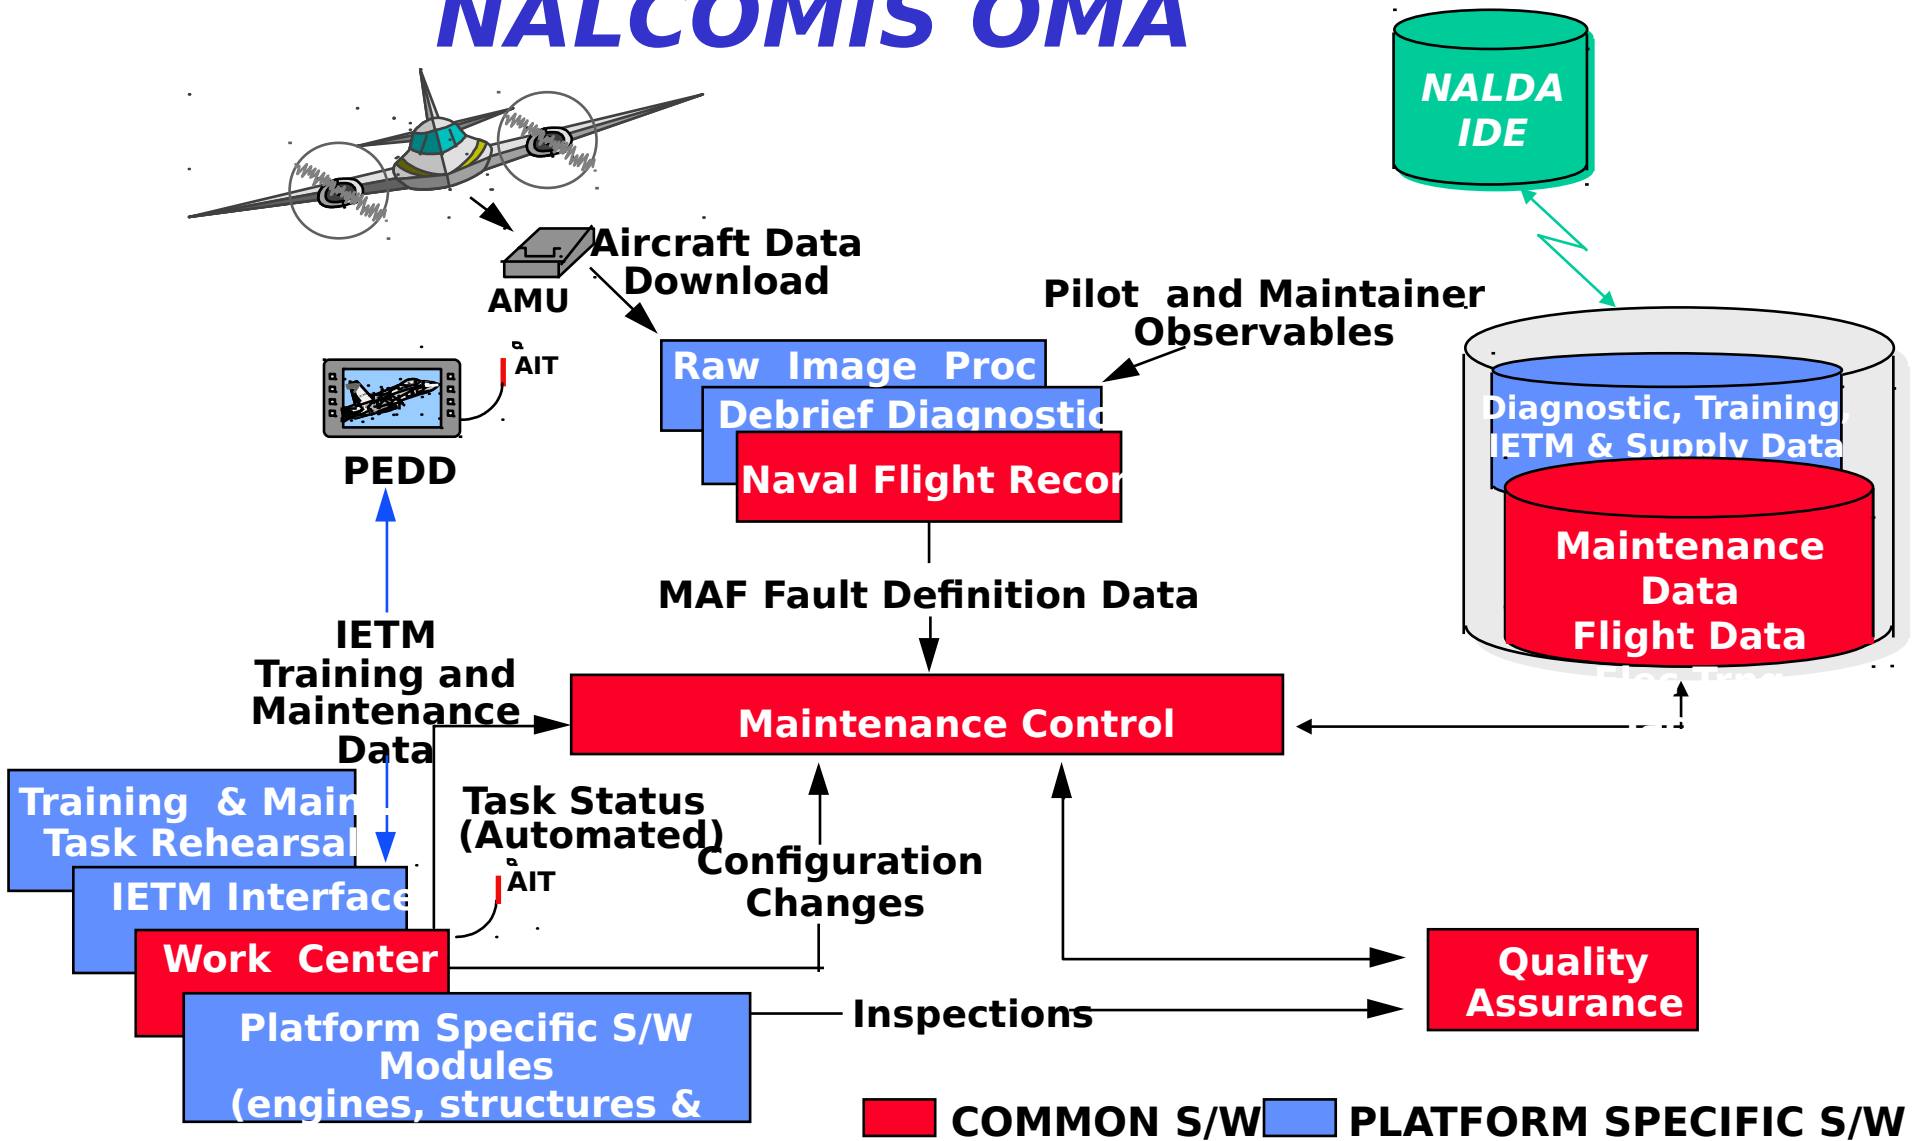 NALCOMIS OMA
NALDA
IDE
Aircraft Data
Download
AMU
Pilot  and Maintainer
Observables
AIT
Raw  Image  Proc
Debrief Diagnostic
Naval Flight Recor
PEDD
Diagnostic, Training,
IETM & Supply Data
Maintenance
Data
Flight Data
Elec Trng
MAF Fault Definition Data
IETM
Training and
Maintenance
Data
Maintenance Control
Training  & Main
Task Rehearsal
IETM Interface
Work  Center
Task Status
(Automated)
AIT
Configuration
Changes
Platform Specific S/W
Modules
(engines, structures &
Inspections
Quality
Assurance
COMMON S/W
PLATFORM SPECIFIC S/W